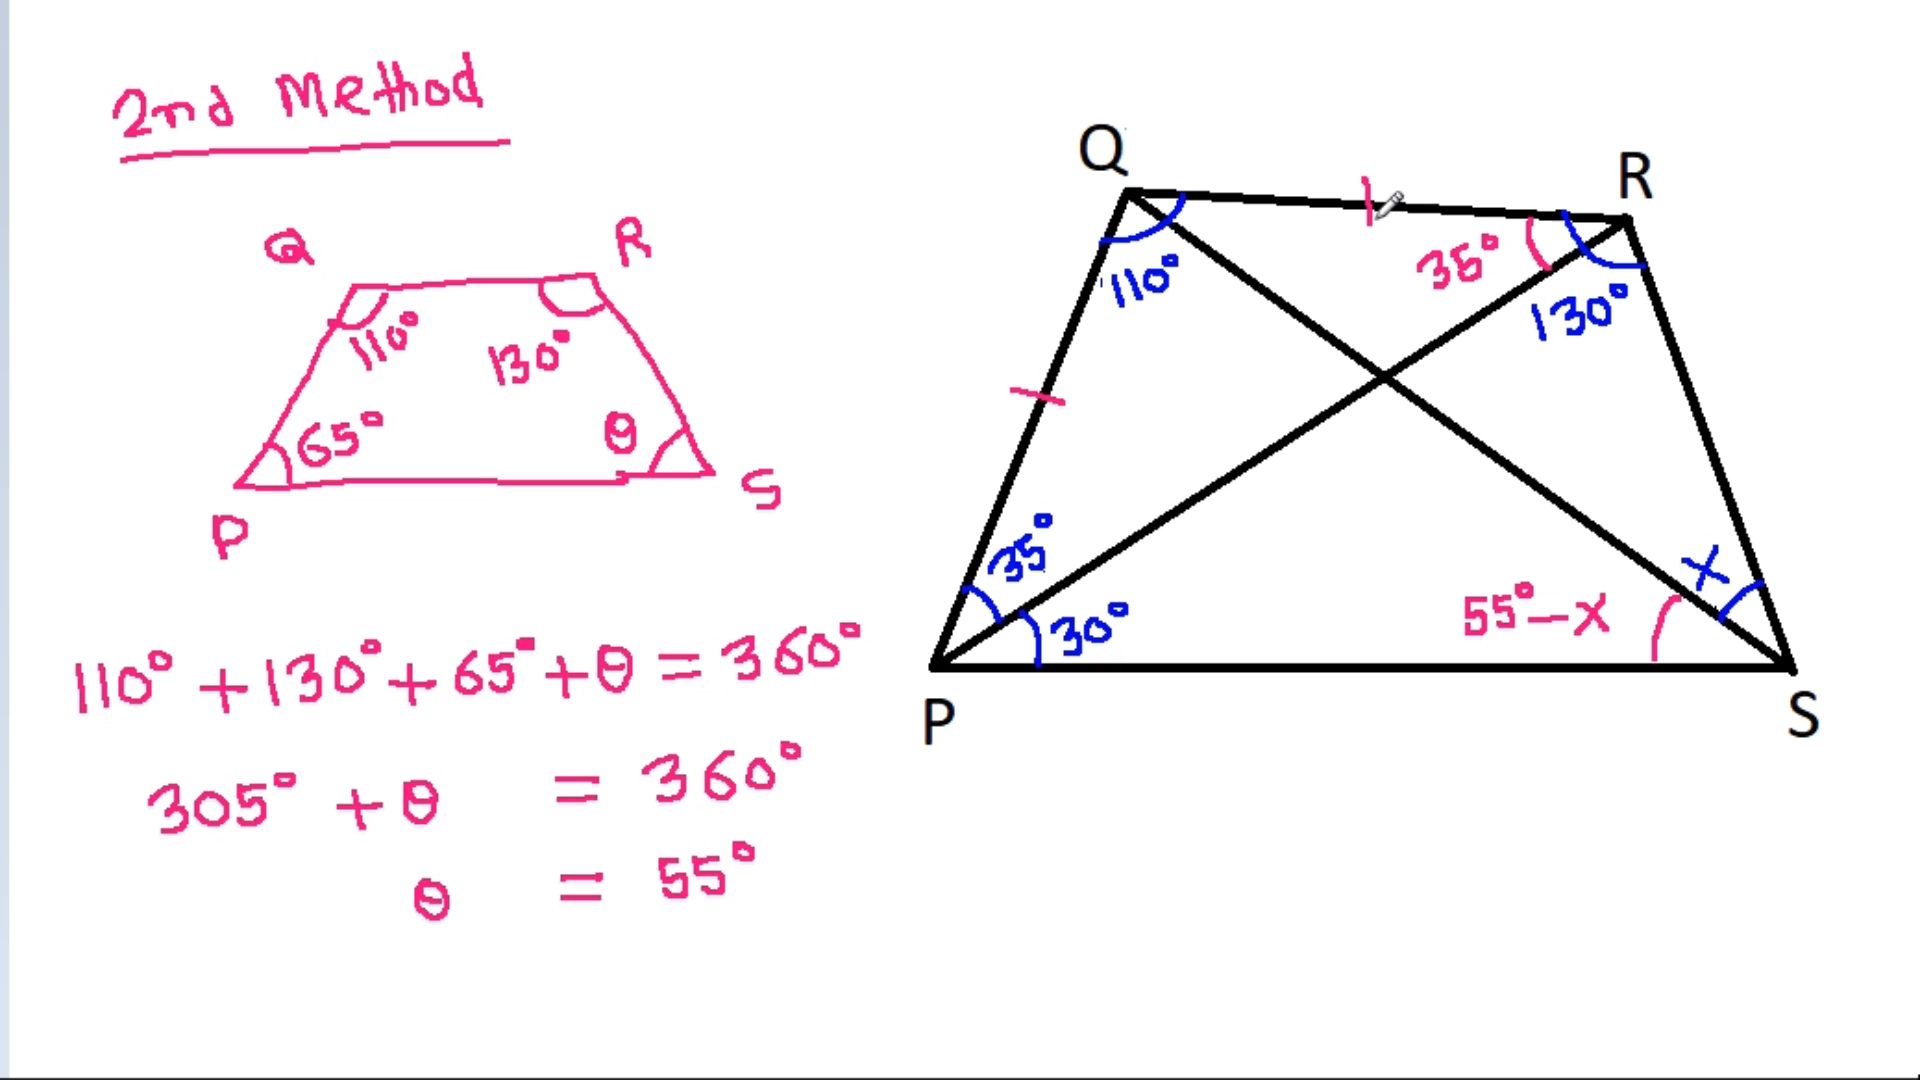 2nd Method
Q R
110° 130°
65° θ
P S
110° + 130° + 65° + θ = 360°
305° + θ = 360°
θ = 55°
Q R
110° 35° 130°
35° 30° 55° - x x
P S